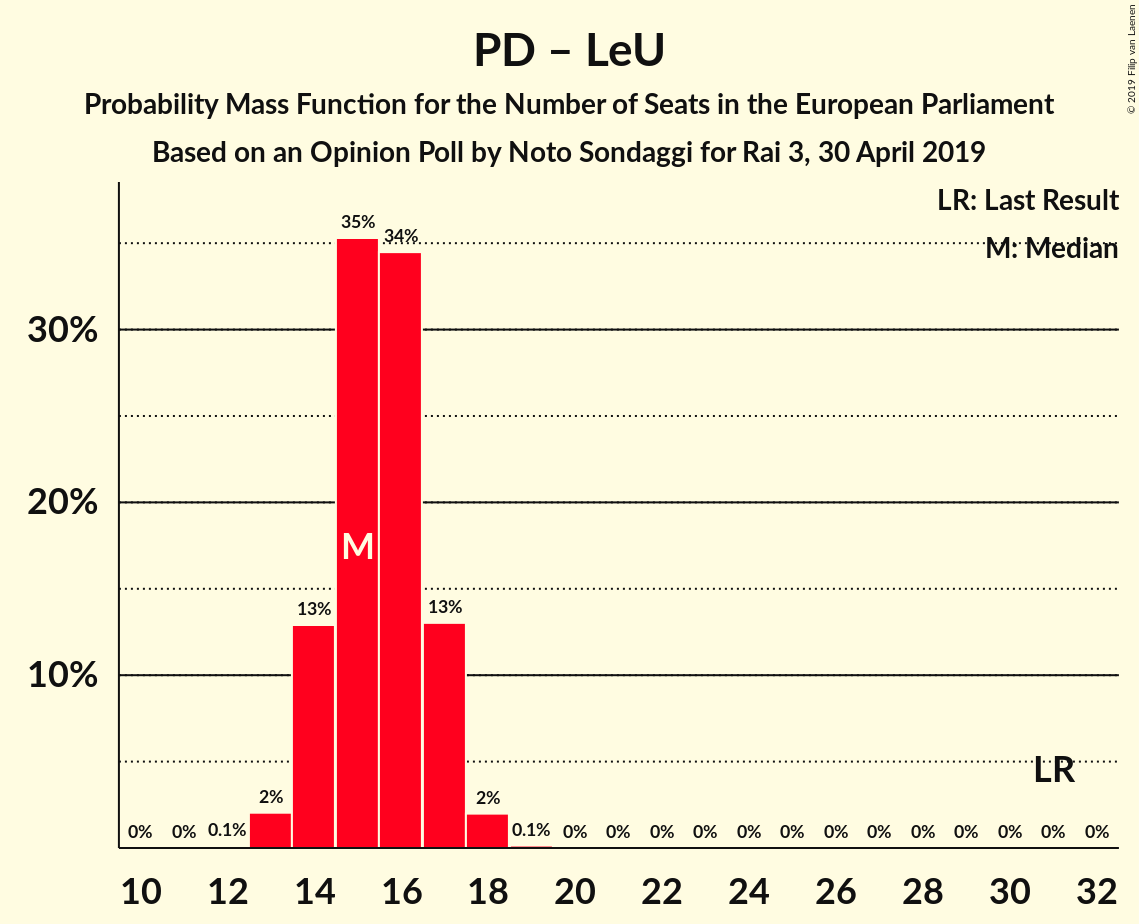 PD – LeU
Probability Mass Function for the Number of Seats in the European Parliament
Based on an Opinion Poll by Noto Sondaggi for Rai 3, 30 April 2019
© 2019 Filip van Laenen
LR: Last Result
M: Median
35%
34%
30%
20%
M
13%
13%
10%
LR
2%
2%
0% 0% 0.1% 0.1% 0% 0% 0% 0% 0% 0% 0% 0% 0% 0% 0% 0% 0%
10 12 14 16 18 20 22 24 26 28 30 32